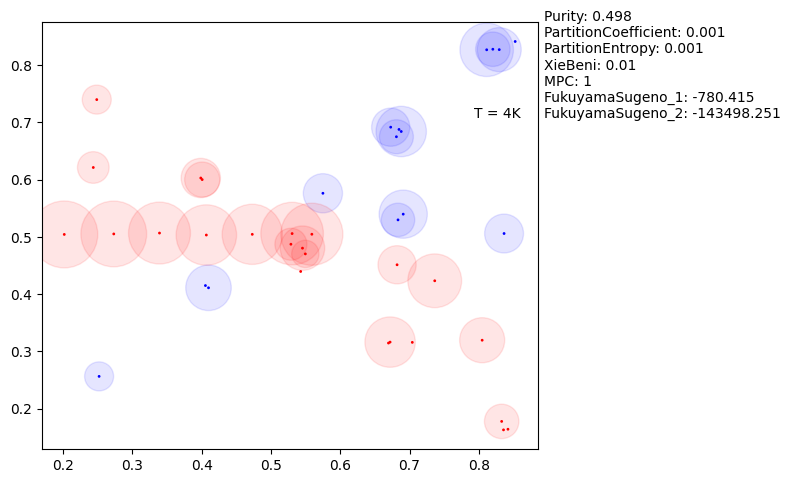 Purity: 0.498
PartitionCoefficient: 0.001
PartitionEntropy: 0.001
XieBeni: 0.01
MPC: 1
FukuyamaSugeno_1: -780.415
FukuyamaSugeno_2: -143498.251
T = 4K
0.8
0.7
0.6
0.5
0.4
0.3
0.2
0.2 0.3 0.4 0.5 0.6 0.7 0.8